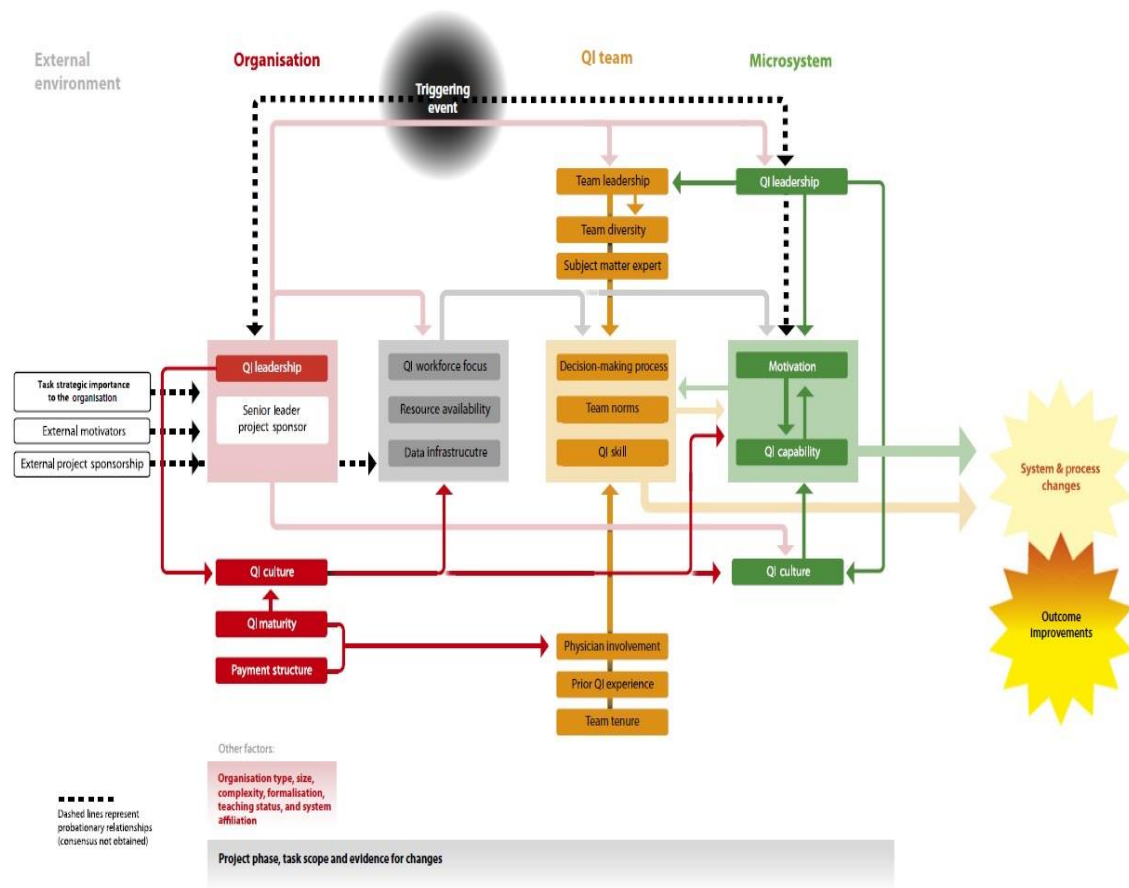 External
environment
Organisation
QI team
Microsystem
Triggering
event
Team leadership
QI leadership
Team diversity
Subject matter expert
QI leadership
Senior leader
project sponsor
QI workforce focus
Resource availability
Data infrastrucutre
Decision-making process
Team norms
QI skill
Motivation
QI capability
Task strategic importance
to the organisation
External motivators
External project sponsorship
System & process
changes
QI culture
QI culture
QI maturity
Payment structure
Physician involvement
Prior QI experience
Team tenure
Outcome
improvements
Other factors:
Organisation type, size,
complexity, formalisation,
teaching status, and system
affiliation
Dashed lines represent
probationary relationships
(consensus not obtained)
Project phase, task scope and evidence for changes